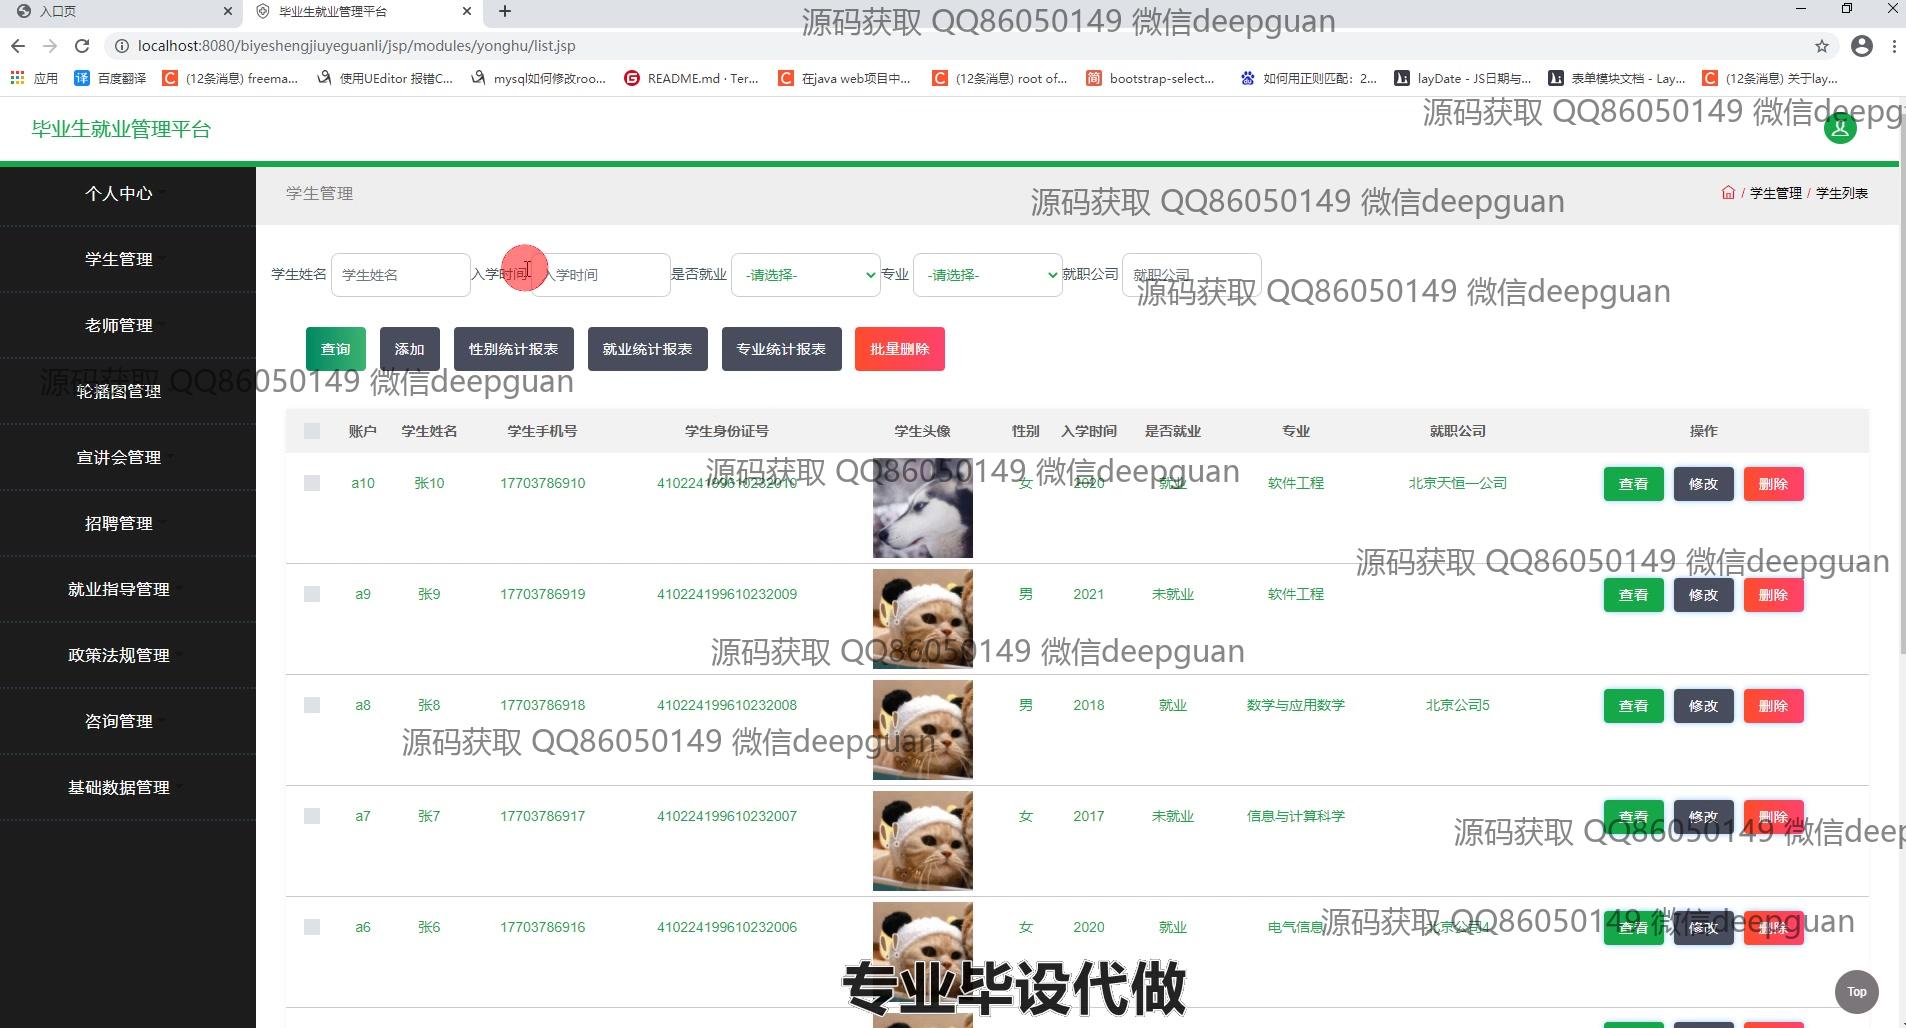 入口页
毕业生就业管理平台
源码获取 QQ86050149 微信deepguan
localhost:8080/biyeshengjiuyeguanli/jsp/modules/yonghu/list.jsp
应用 百度翻译 (12条消息) freema... 使用UEditor 报错C... mysql如何修改roo... README.md · Ter... 在java web项目中... (12条消息) root of... bootstrap-select... 如何用正则匹配：2... layDate - JS日期与... 表单模块文档 - Lay... (12条消息) 关于lay...
源码获取 QQ86050149 微信deepg
毕业生就业管理平台
个人中心
学生管理
老师管理
轮播图管理
宣讲会管理
招聘管理
就业指导管理
政策法规管理
咨询管理
基础数据管理
学生管理
源码获取 QQ86050149 微信deepguan
/ 学生管理 / 学生列表
学生姓名 学生姓名 入学时间 入学时间 是否就业 -请选择- 专业 -请选择- 就职公司 就职公司
源码获取 QQ86050149 微信deepguan
查询 添加 性别统计报表 就业统计报表 专业统计报表 批量删除
源码获取 QQ86050149 微信deepguan
账户 学生姓名 学生手机号 学生身份证号 学生头像 性别 入学时间 是否就业 专业 就职公司 操作
源码获取 QQ86050149 微信deepguan
a10 张10 17703786910 410224199610232010 女 2020 就业 软件工程 北京天恒一公司 查看 修改 删除
源码获取 QQ86050149 微信deepguan
a9 张9 17703786919 410224199610232009 男 2021 未就业 软件工程 查看 修改 删除
源码获取 QQ86050149 微信deepguan
a8 张8 17703786918 410224199610232008 男 2018 就业 数学与应用数学 北京公司5 查看 修改 删除
源码获取 QQ86050149 微信deepguan
a7 张7 17703786917 410224199610232007 女 2017 未就业 信息与计算科学 查看 修改 删除
源码获取 QQ86050149 微信deep
a6 张6 17703786916 410224199610232006 女 2020 就业 电气信息 北京公司4 查看 修改 删除
源码获取 QQ86050149 微信deepguan
专业毕设代做
Top